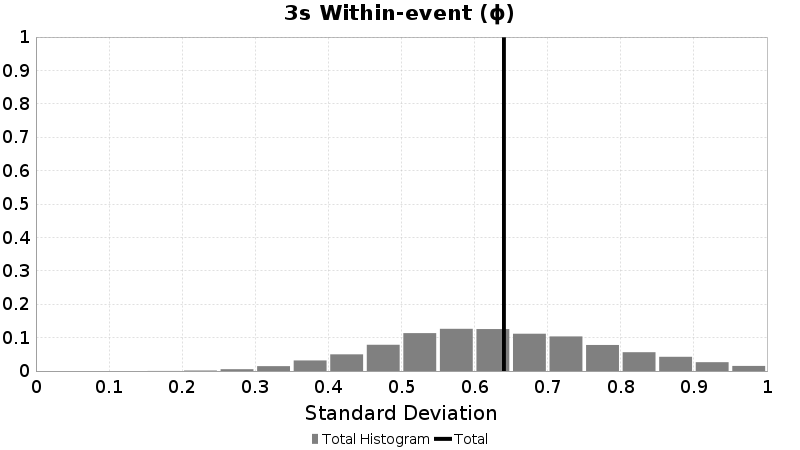 3s Within-event (ϕ)
1
0.9
0.8
0.7
0.6
0.5
0.4
0.3
0.2
0.1
0
0 0.1 0.2 0.3 0.4 0.5 0.6 0.7 0.8 0.9 1
Standard Deviation
Total Histogram Total